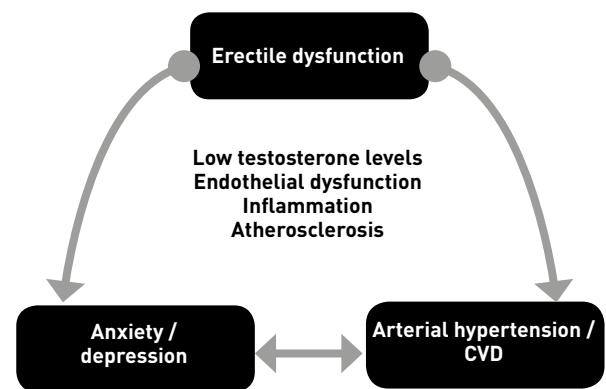 Erectile dysfunction
Low testosterone levels
Endothelial dysfunction
Inflammation
Atherosclerosis
Anxiety /
depression
Arterial hypertension /
CVD